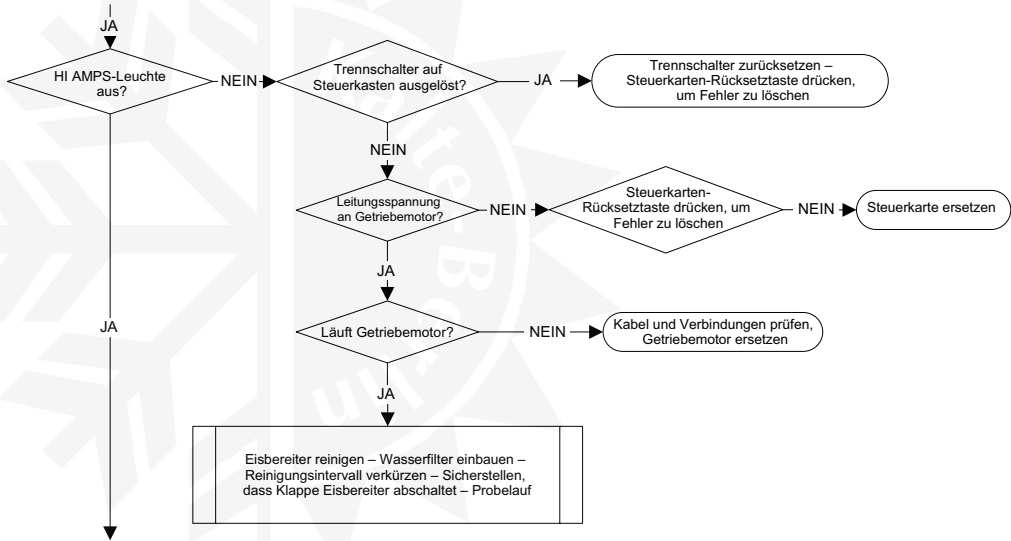 JA
HI AMPS-Leuchte
aus?
NEIN
Trennschalter auf
Steuerkasten ausgelöst?
JA
Trennschalter zurücksetzen –
Steuerkarten-Rücksetztaste drücken,
um Fehler zu löschen
NEIN
Leitungsspannung
an Getriebemotor?
NEIN
Steuerkarten-
Rücksetztaste drücken, um
Fehler zu löschen
NEIN
Steuerkarte ersetzen
JA
JA
Läuft Getriebemotor?
NEIN
Kabel und Verbindungen prüfen,
Getriebemotor ersetzen
JA
Eisbereiter reinigen – Wasserfilter einbauen –
Reinigungsintervall verkürzen – Sicherstellen,
dass Klappe Eisbereiter abschaltet – Probelauf